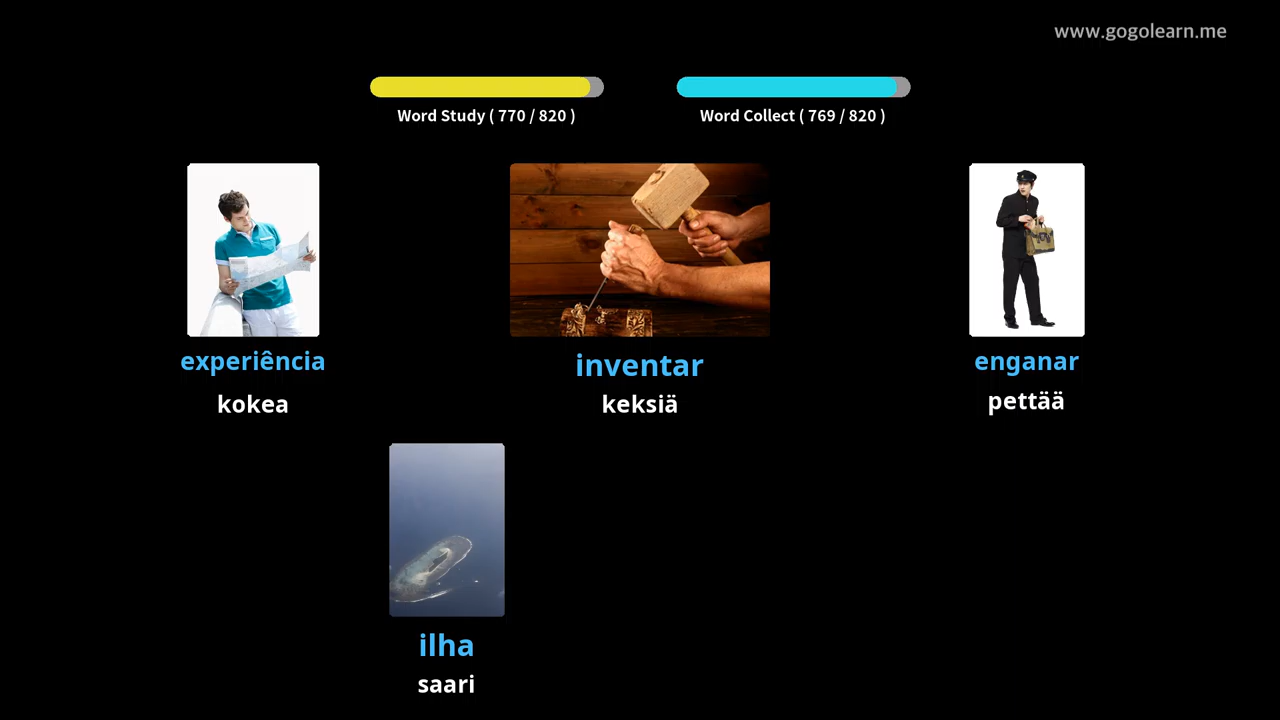 www.gogolearn.me
Word Study ( 770 / 820 )
Word Collect ( 769 / 820 )
experiência
kokea
inventar
keksiä
enganar
pettää
ilha
saari